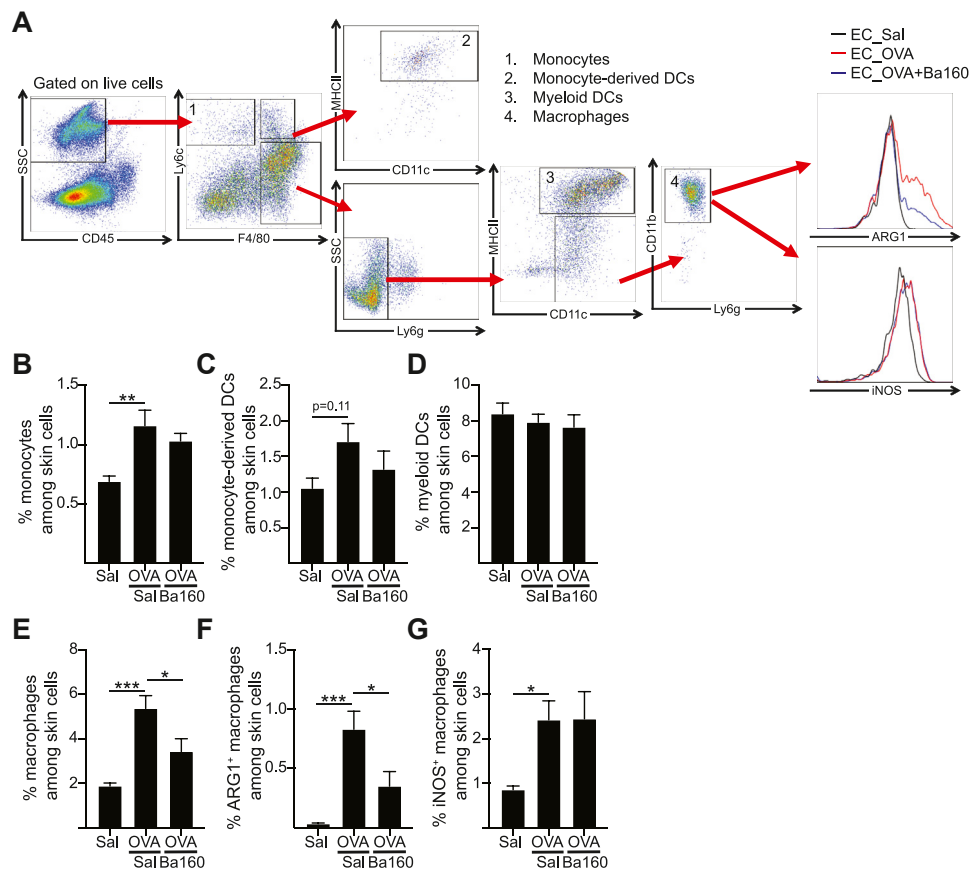 A
Gated on live cells
SSC
CD45
Ly6c
1
F4/80
MHCII
2
CD11c
SSC
Ly6g
1. Monocytes
2. Monocyte-derived DCs
3. Myeloid DCs
4. Macrophages
MHCII
3
CD11c
CD11b
4
Ly6g
EC_Sal
EC_OVA
EC_OVA+Ba160
ARG1
iNOS
B
% monocytes
among skin cells
1.5
1.0
0.5
**
Sal OVA OVA
Sal Ba160
C
% monocyte-derived DCs
among skin cells
2.5
2.0
1.5
1.0
0.5
p=0.11
Sal OVA OVA
Sal Ba160
D
% myeloid DCs
among skin cells
10
8
6
4
2
Sal OVA OVA
Sal Ba160
E
% macrophages
among skin cells
8
6
4
2
*** *
Sal OVA OVA
Sal Ba160
F
% ARG1⁺ macrophages
among skin cells
1.5
1.0
0.5
*** *
Sal OVA OVA
Sal Ba160
G
% iNOS⁺ macrophages
among skin cells
4
3
2
1
*
Sal OVA OVA
Sal Ba160